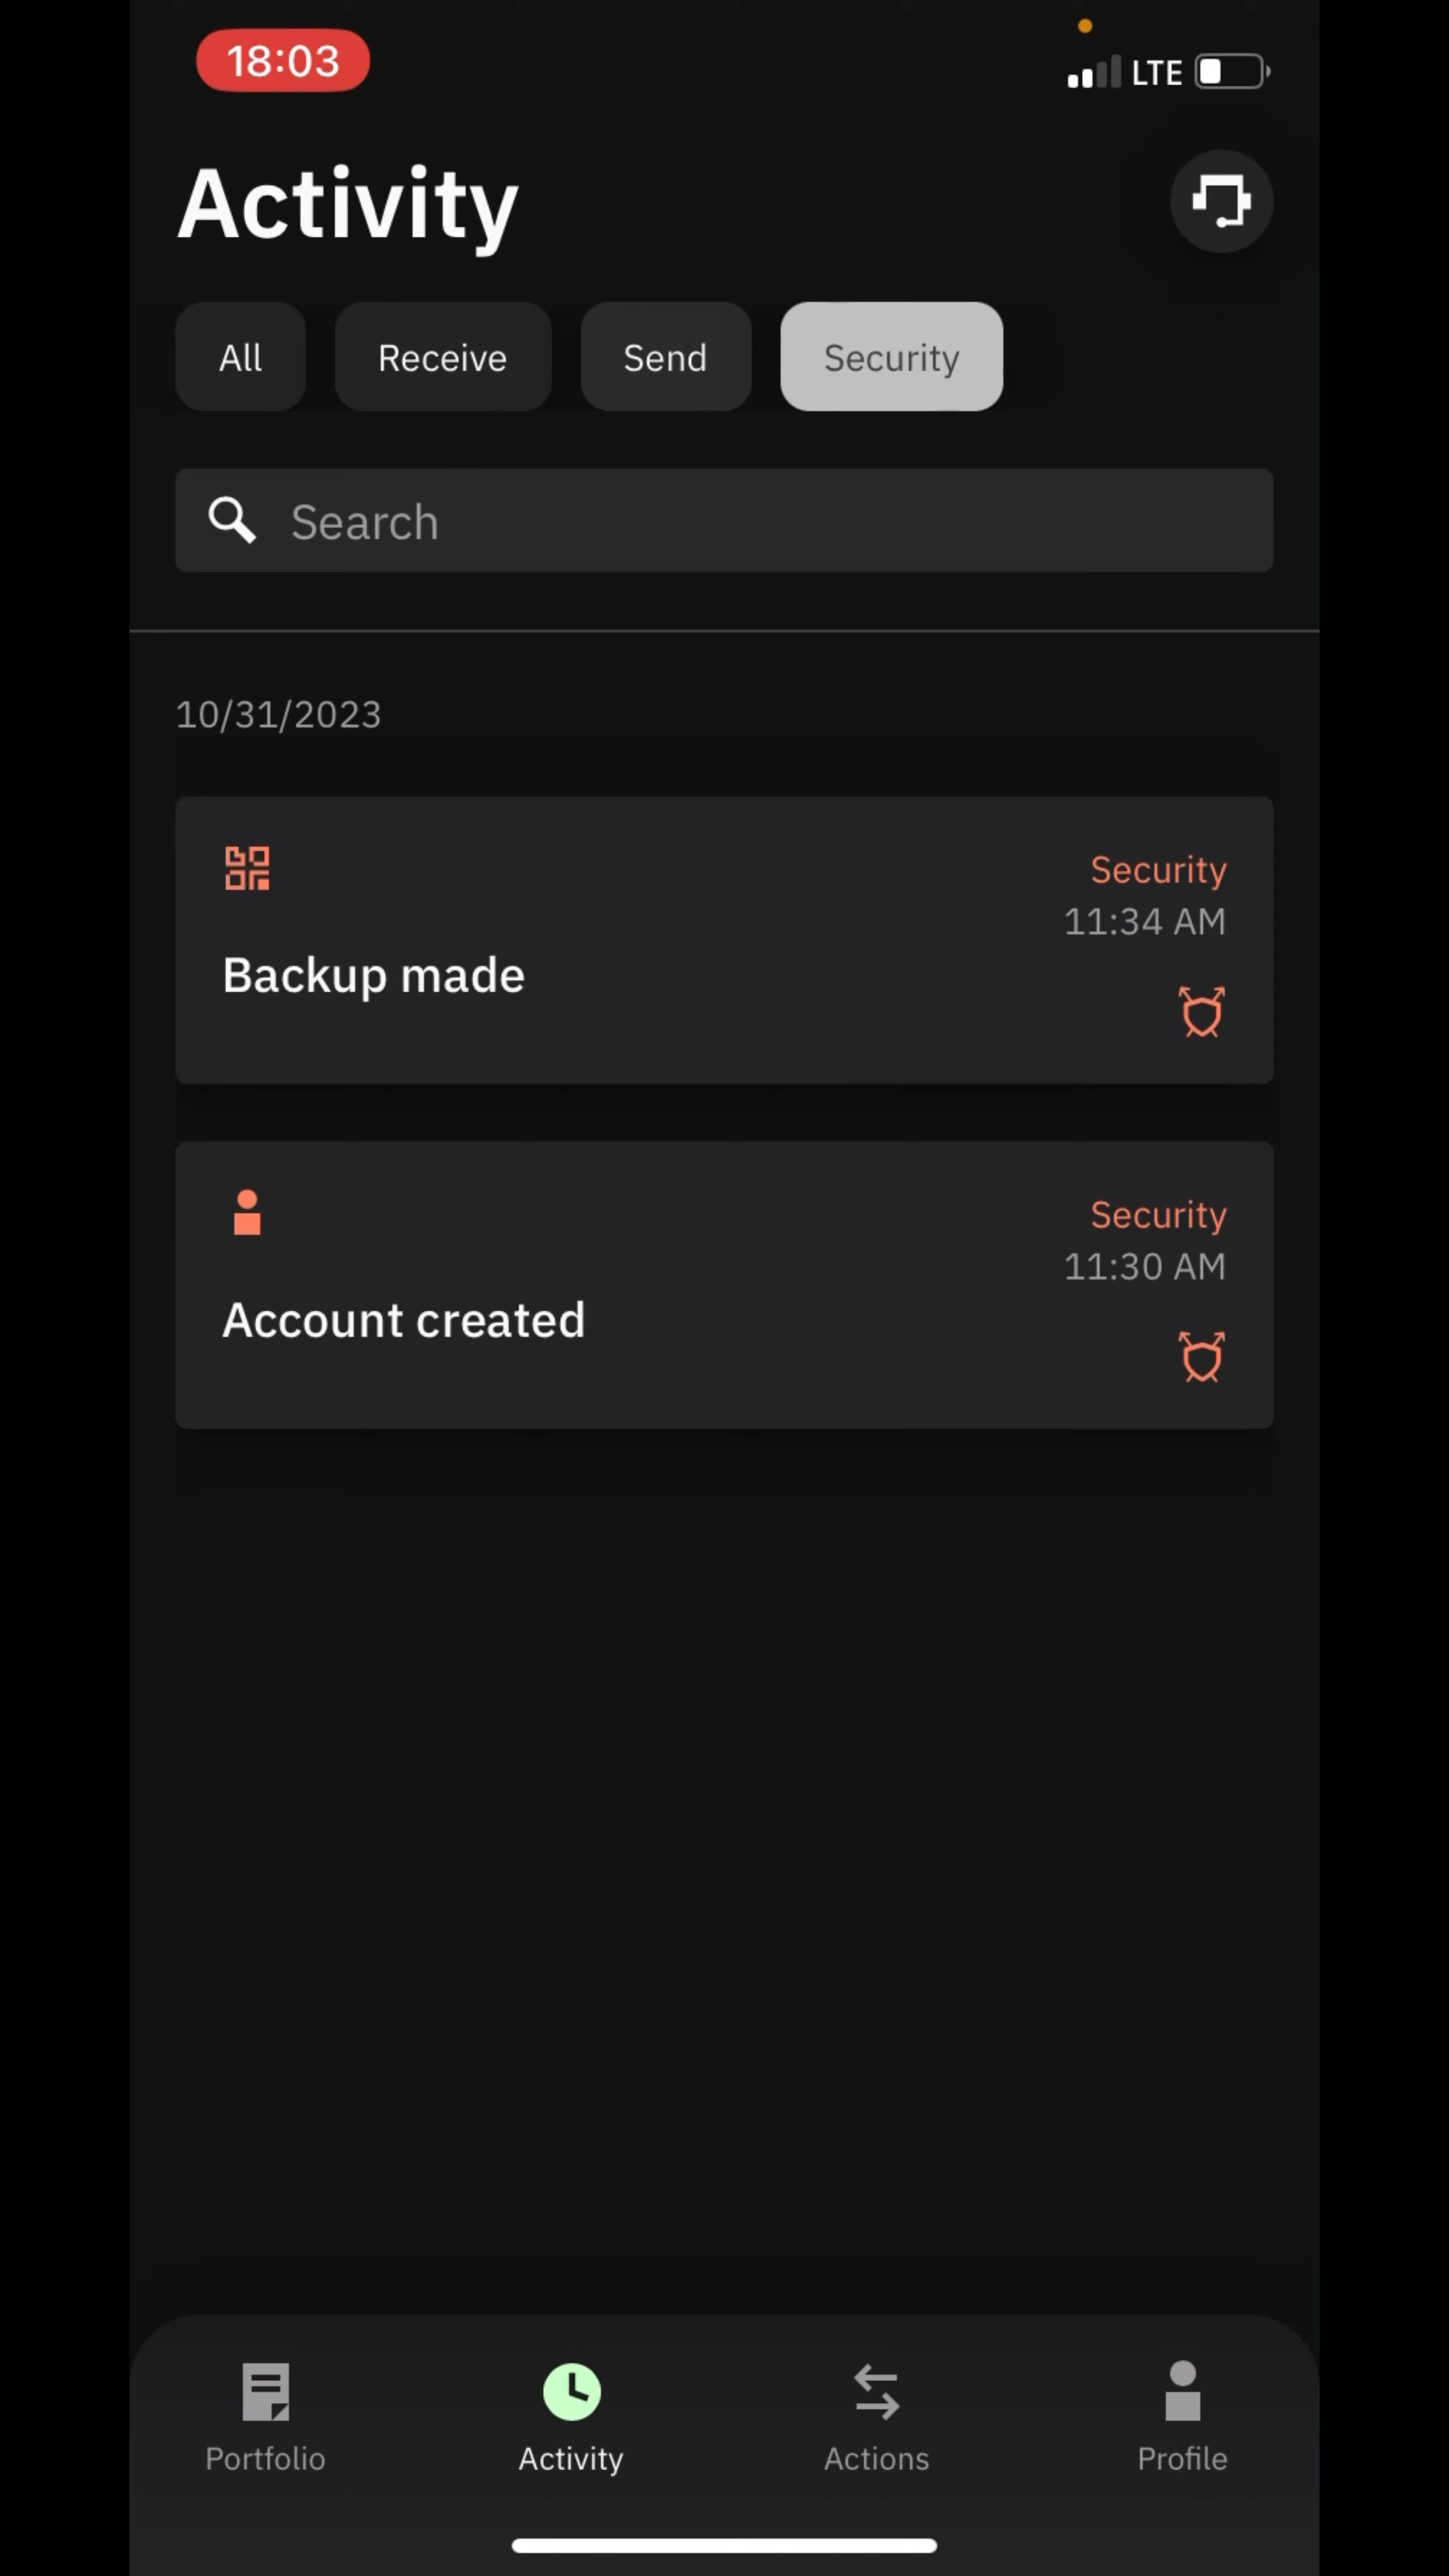 18:03
LTE
Activity
All
Receive
Send
Security
Search
10/31/2023
Security
11:34 AM
Backup made
Security
11:30 AM
Account created
Portfolio
Activity
Actions
Profile